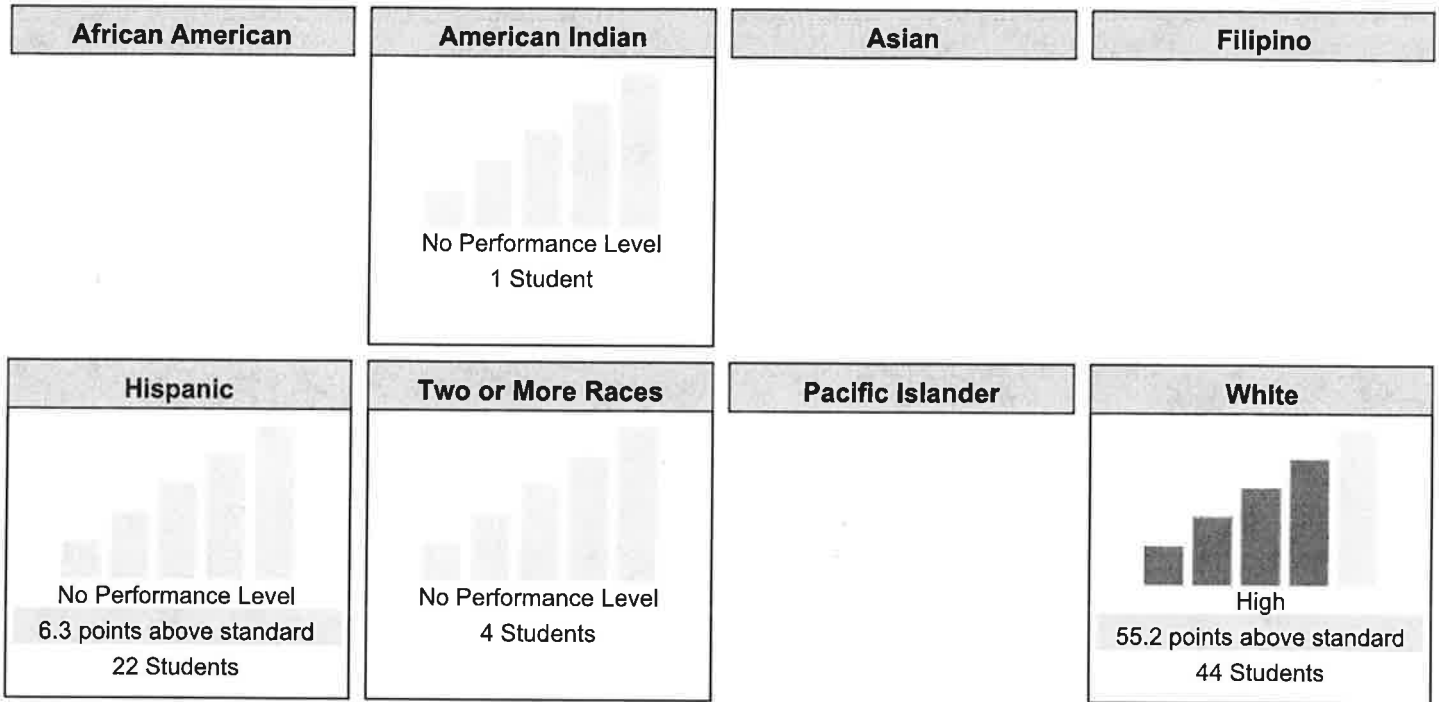 African American
American Indian
No Performance Level
1 Student
Asian
Filipino
Hispanic
No Performance Level
6.3 points above standard
22 Students
Two or More Races
No Performance Level
4 Students
Pacific Islander
White
High
55.2 points above standard
44 Students